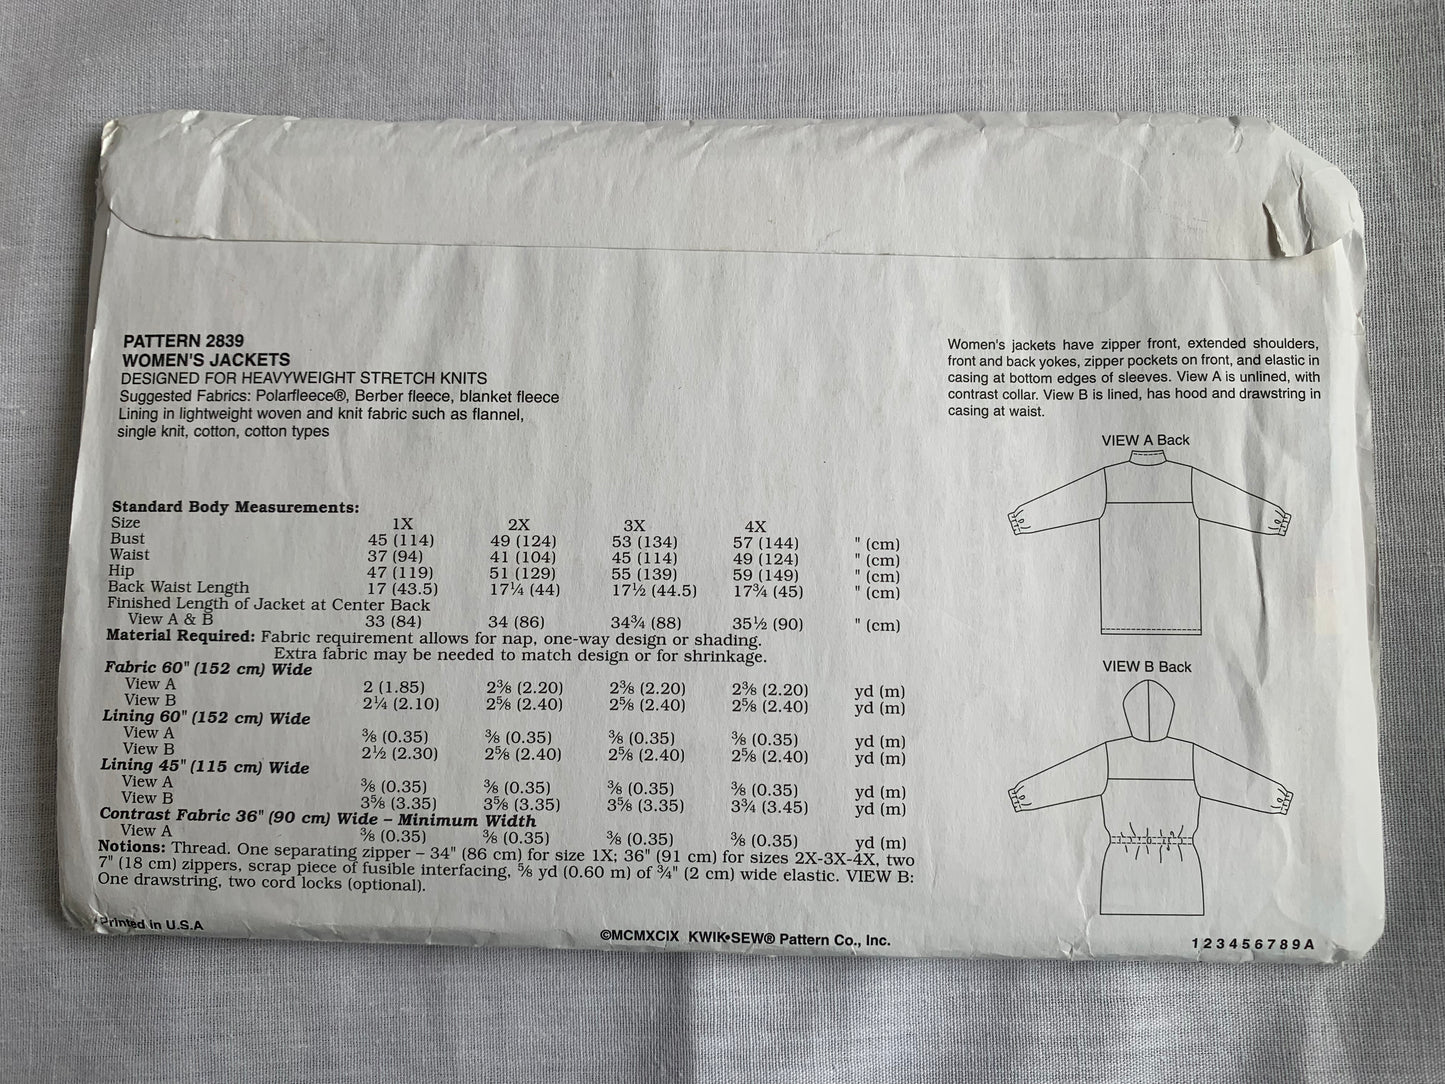 PATTERN 2839
WOMEN'S JACKETS
DESIGNED FOR HEAVYWEIGHT STRETCH KNITS
Suggested Fabrics: Polarfleece®, Berber fleece, blanket fleece
Lining in lightweight woven and knit fabric such as flannel,
single knit, cotton, cotton types
Women's jackets have zipper front, extended shoulders,
front and back yokes, zipper pockets on front, and elastic in
casing at bottom edges of sleeves. View A is unlined, with
contrast collar. View B is lined, has hood and drawstring in
casing at waist.
VIEW A Back
VIEW B Back
Standard Body Measurements:
Size 1X 2X 3X 4X
Bust 45 (114) 49 (124) 53 (134) 57 (144) " (cm)
Waist 37 (94) 41 (104) 45 (114) 49 (124) " (cm)
Hip 47 (119) 51 (129) 55 (139) 59 (149) " (cm)
Back Waist Length 17 (43.5) 17¼ (44) 17½ (44.5) 17¾ (45) " (cm)
Finished Length of Jacket at Center Back
View A & B 33 (84) 34 (86) 34¾ (88) 35½ (90) " (cm)
Material Required: Fabric requirement allows for nap, one-way design or shading.
Extra fabric may be needed to match design or for shrinkage.
Fabric 60" (152 cm) Wide
View A 2 (1.85) 2⅜ (2.20) 2⅜ (2.20) 2⅜ (2.20) yd (m)
View B 2¼ (2.10) 2⅝ (2.40) 2⅝ (2.40) 2⅝ (2.40) yd (m)
Lining 60" (152 cm) Wide
View A ⅜ (0.35) ⅜ (0.35) ⅜ (0.35) ⅜ (0.35) yd (m)
View B 2½ (2.30) 2⅝ (2.40) 2⅝ (2.40) 2⅝ (2.40) yd (m)
Lining 45" (115 cm) Wide
View A ⅜ (0.35) ⅜ (0.35) ⅜ (0.35) ⅜ (0.35) yd (m)
View B 3⅝ (3.35) 3⅝ (3.35) 3⅝ (3.35) 3¾ (3.45) yd (m)
Contrast Fabric 36" (90 cm) Wide – Minimum Width
View A ⅜ (0.35) ⅜ (0.35) ⅜ (0.35) ⅜ (0.35) yd (m)
Notions: Thread. One separating zipper – 34" (86 cm) for size 1X; 36" (91 cm) for sizes 2X-3X-4X, two
7" (18 cm) zippers, scrap piece of fusible interfacing, ⅝ yd (0.60 m) of ¾" (2 cm) wide elastic. VIEW B:
One drawstring, two cord locks (optional).
Printed in U.S.A
©MCMXCIX KWIK•SEW® Pattern Co., Inc.
1 2 3 4 5 6 7 8 9 A